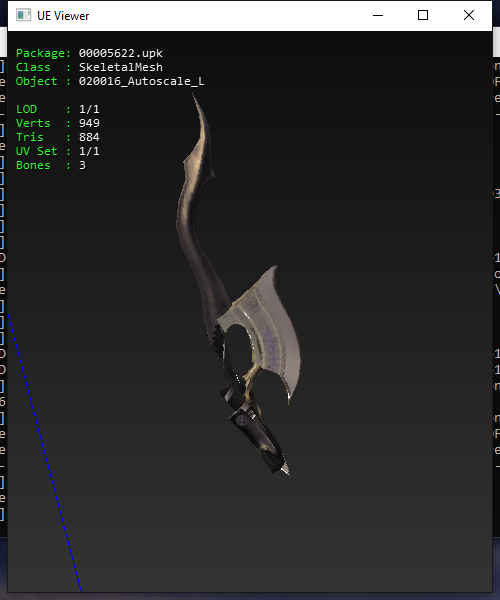 UE Viewer
Package: 00005622.upk
Class : SkeletalMesh
Object : 020016_Autoscale_L
LOD : 1/1
Verts : 949
Tris : 884
UV Set : 1/1
Bones : 3